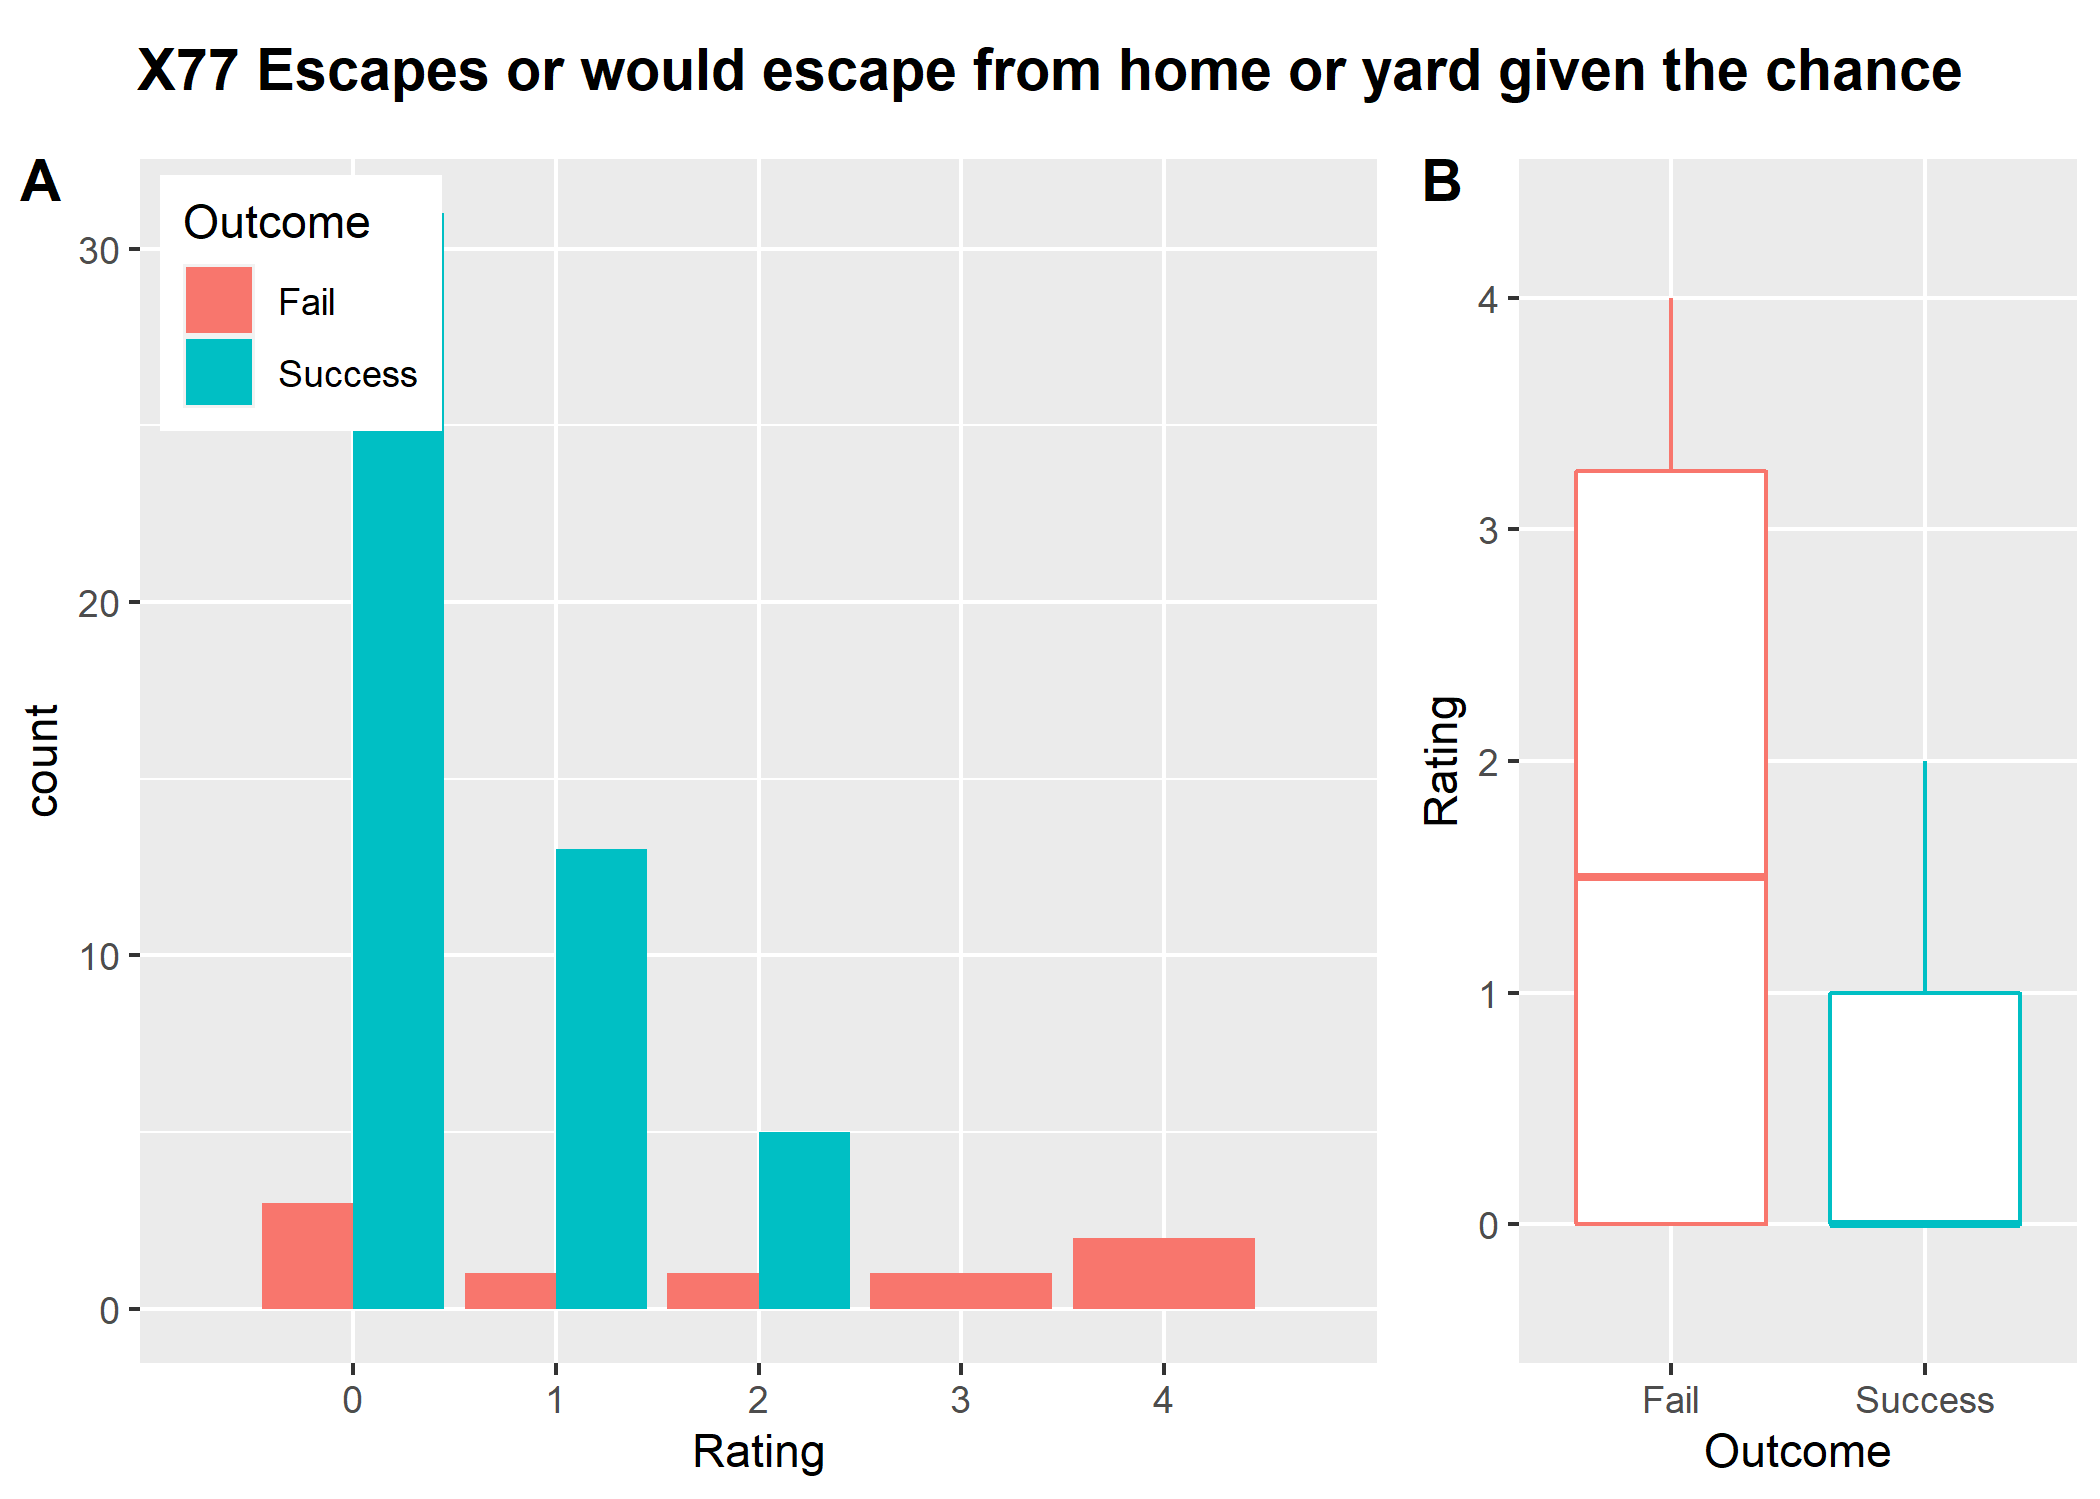 X77 Escapes or would escape from home or yard given the chance
A
Outcome
Fail
Success
30
20
10
0
count
0 1 2 3 4
Rating
B
4
3
2
1
0
Rating
Fail Success
Outcome